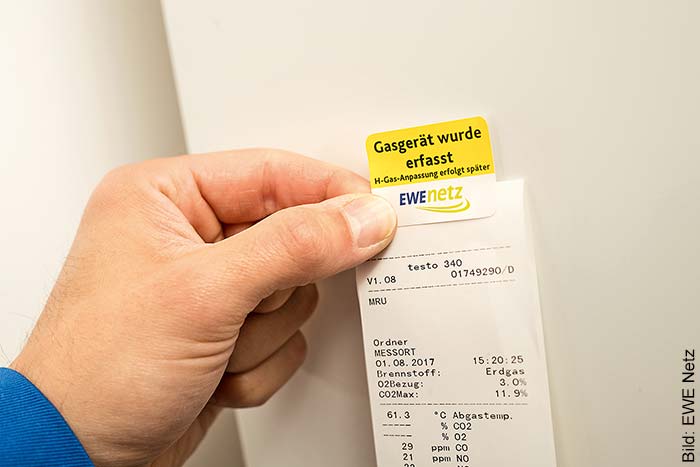 Gasgerät wurde
erfasst
H-Gas-Anpassung erfolgt später
EWE netz
testo 340
V1.08 01749290/D
MRU
Ordner
MESSORT
01.08.2017 15:20:25
Brennstoff: Erdgas
O2Bezug: 3.0%
CO2Max: 11.9%
61.3 °C Abgastemp.
----- % CO2
----- % O2
29 ppm CO
21 ppm NO
Bild: EWE Netz